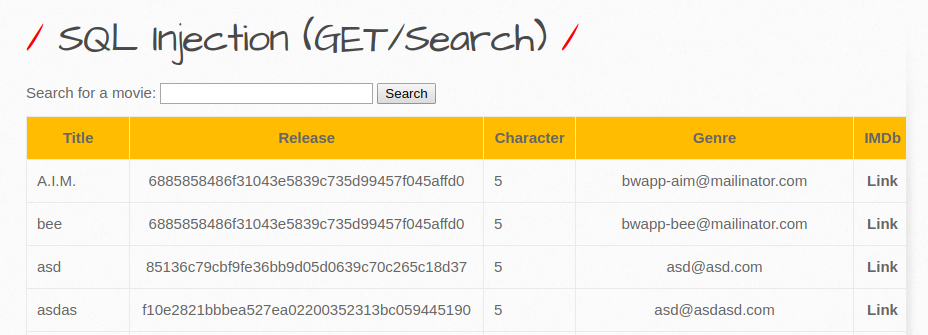 / SQL Injection (GET/Search) /
Search for a movie: Search
Title Release Character Genre IMDb
A.I.M. 6885858486f31043e5839c735d99457f045affd0 5 bwapp-aim@mailinator.com Link
bee 6885858486f31043e5839c735d99457f045affd0 5 bwapp-bee@mailinator.com Link
asd 85136c79cbf9fe36bb9d05d0639c70c265c18d37 5 asd@asd.com Link
asdas f10e2821bbbea527ea02200352313bc059445190 5 asd@asdasd.com Link